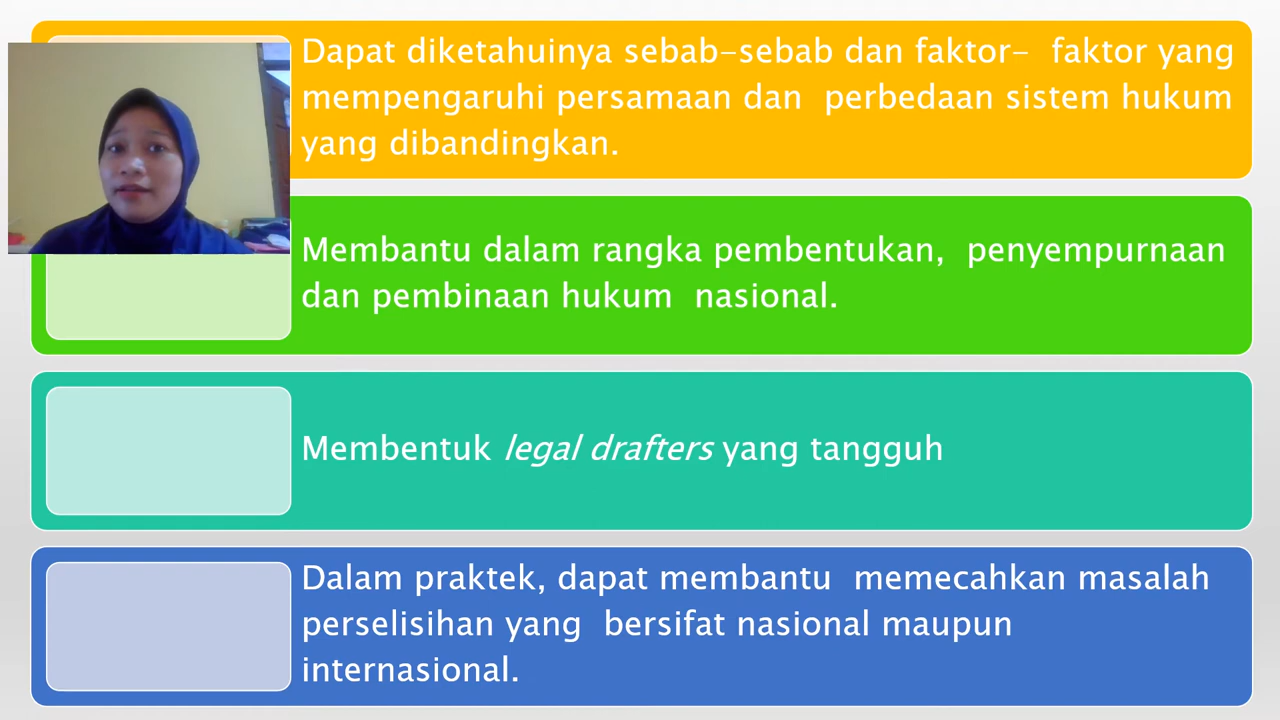 Dapat diketahuinya sebab-sebab dan faktor- faktor yang
mempengaruhi persamaan dan perbedaan sistem hukum
yang dibandingkan.
Membantu dalam rangka pembentukan, penyempurnaan
dan pembinaan hukum nasional.
Membentuk legal drafters yang tangguh
Dalam praktek, dapat membantu memecahkan masalah
perselisihan yang bersifat nasional maupun
internasional.